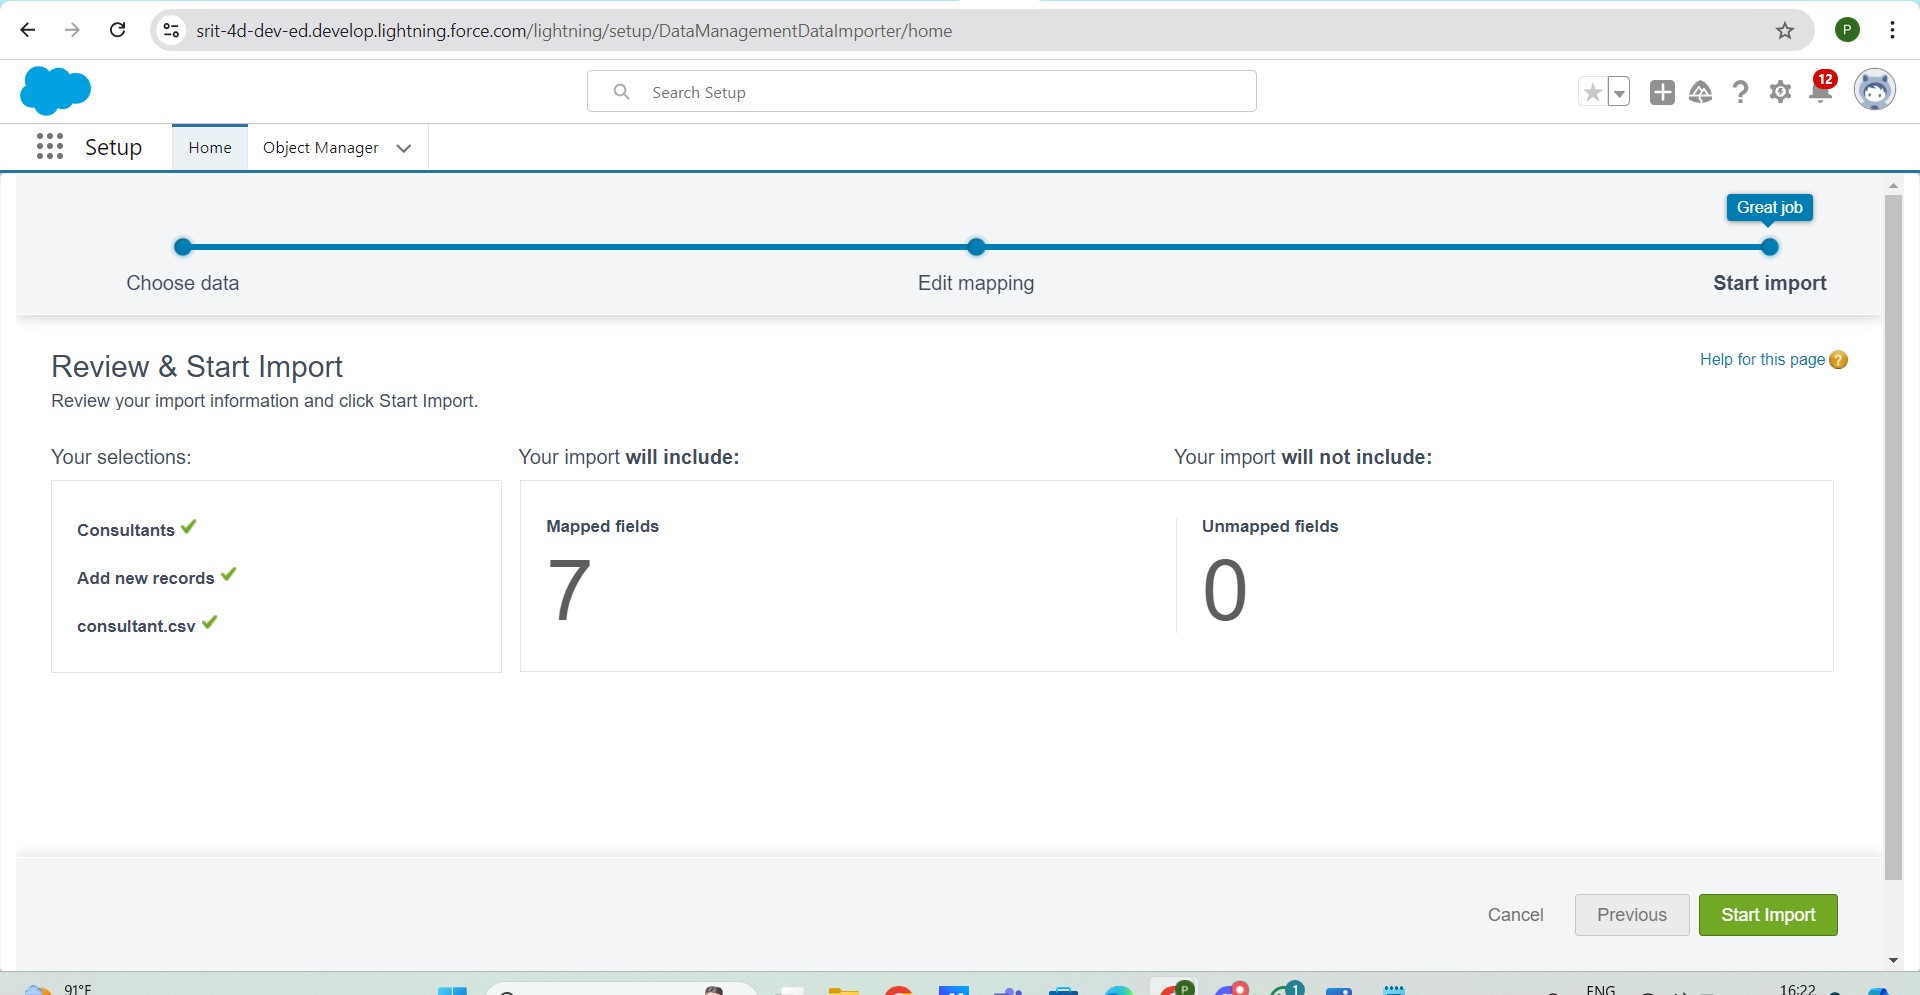 srit-4d-dev-ed.develop.lightning.force.com/lightning/setup/DataManagementDataImporter/home
P
Search Setup
12
Setup
Home
Object Manager
Great job
Choose data
Edit mapping
Start import
Review & Start Import
Help for this page ?
Review your import information and click Start Import.
Your selections:
Your import will include:
Your import will not include:
Consultants
Add new records
consultant.csv
Mapped fields
7
Unmapped fields
0
Cancel
Previous
Start Import
91°F
P
1
ENG
16:22